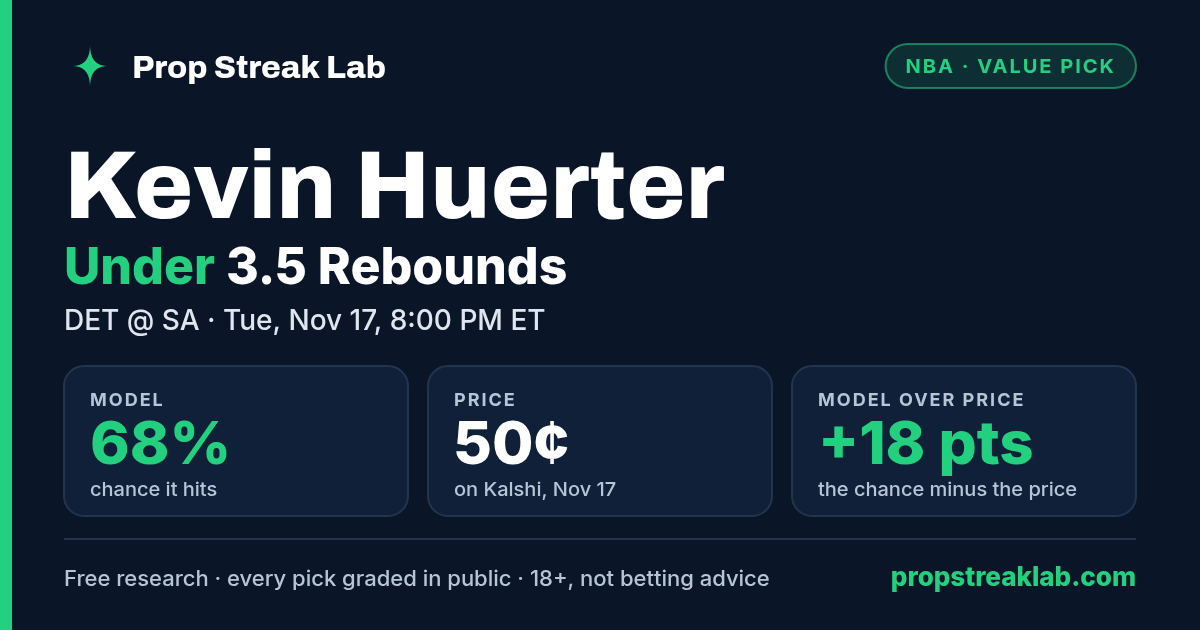 Prop Streak Lab
NBA · VALUE PICK
Kevin Huerter
Under 3.5 Rebounds
DET @ SA · Tue, Nov 17, 8:00 PM ET
MODEL
68%
chance it hits
PRICE
50¢
on Kalshi, Nov 17
MODEL OVER PRICE
+18 pts
the chance minus the price
Free research · every pick graded in public · 18+, not betting advice
propstreaklab.com